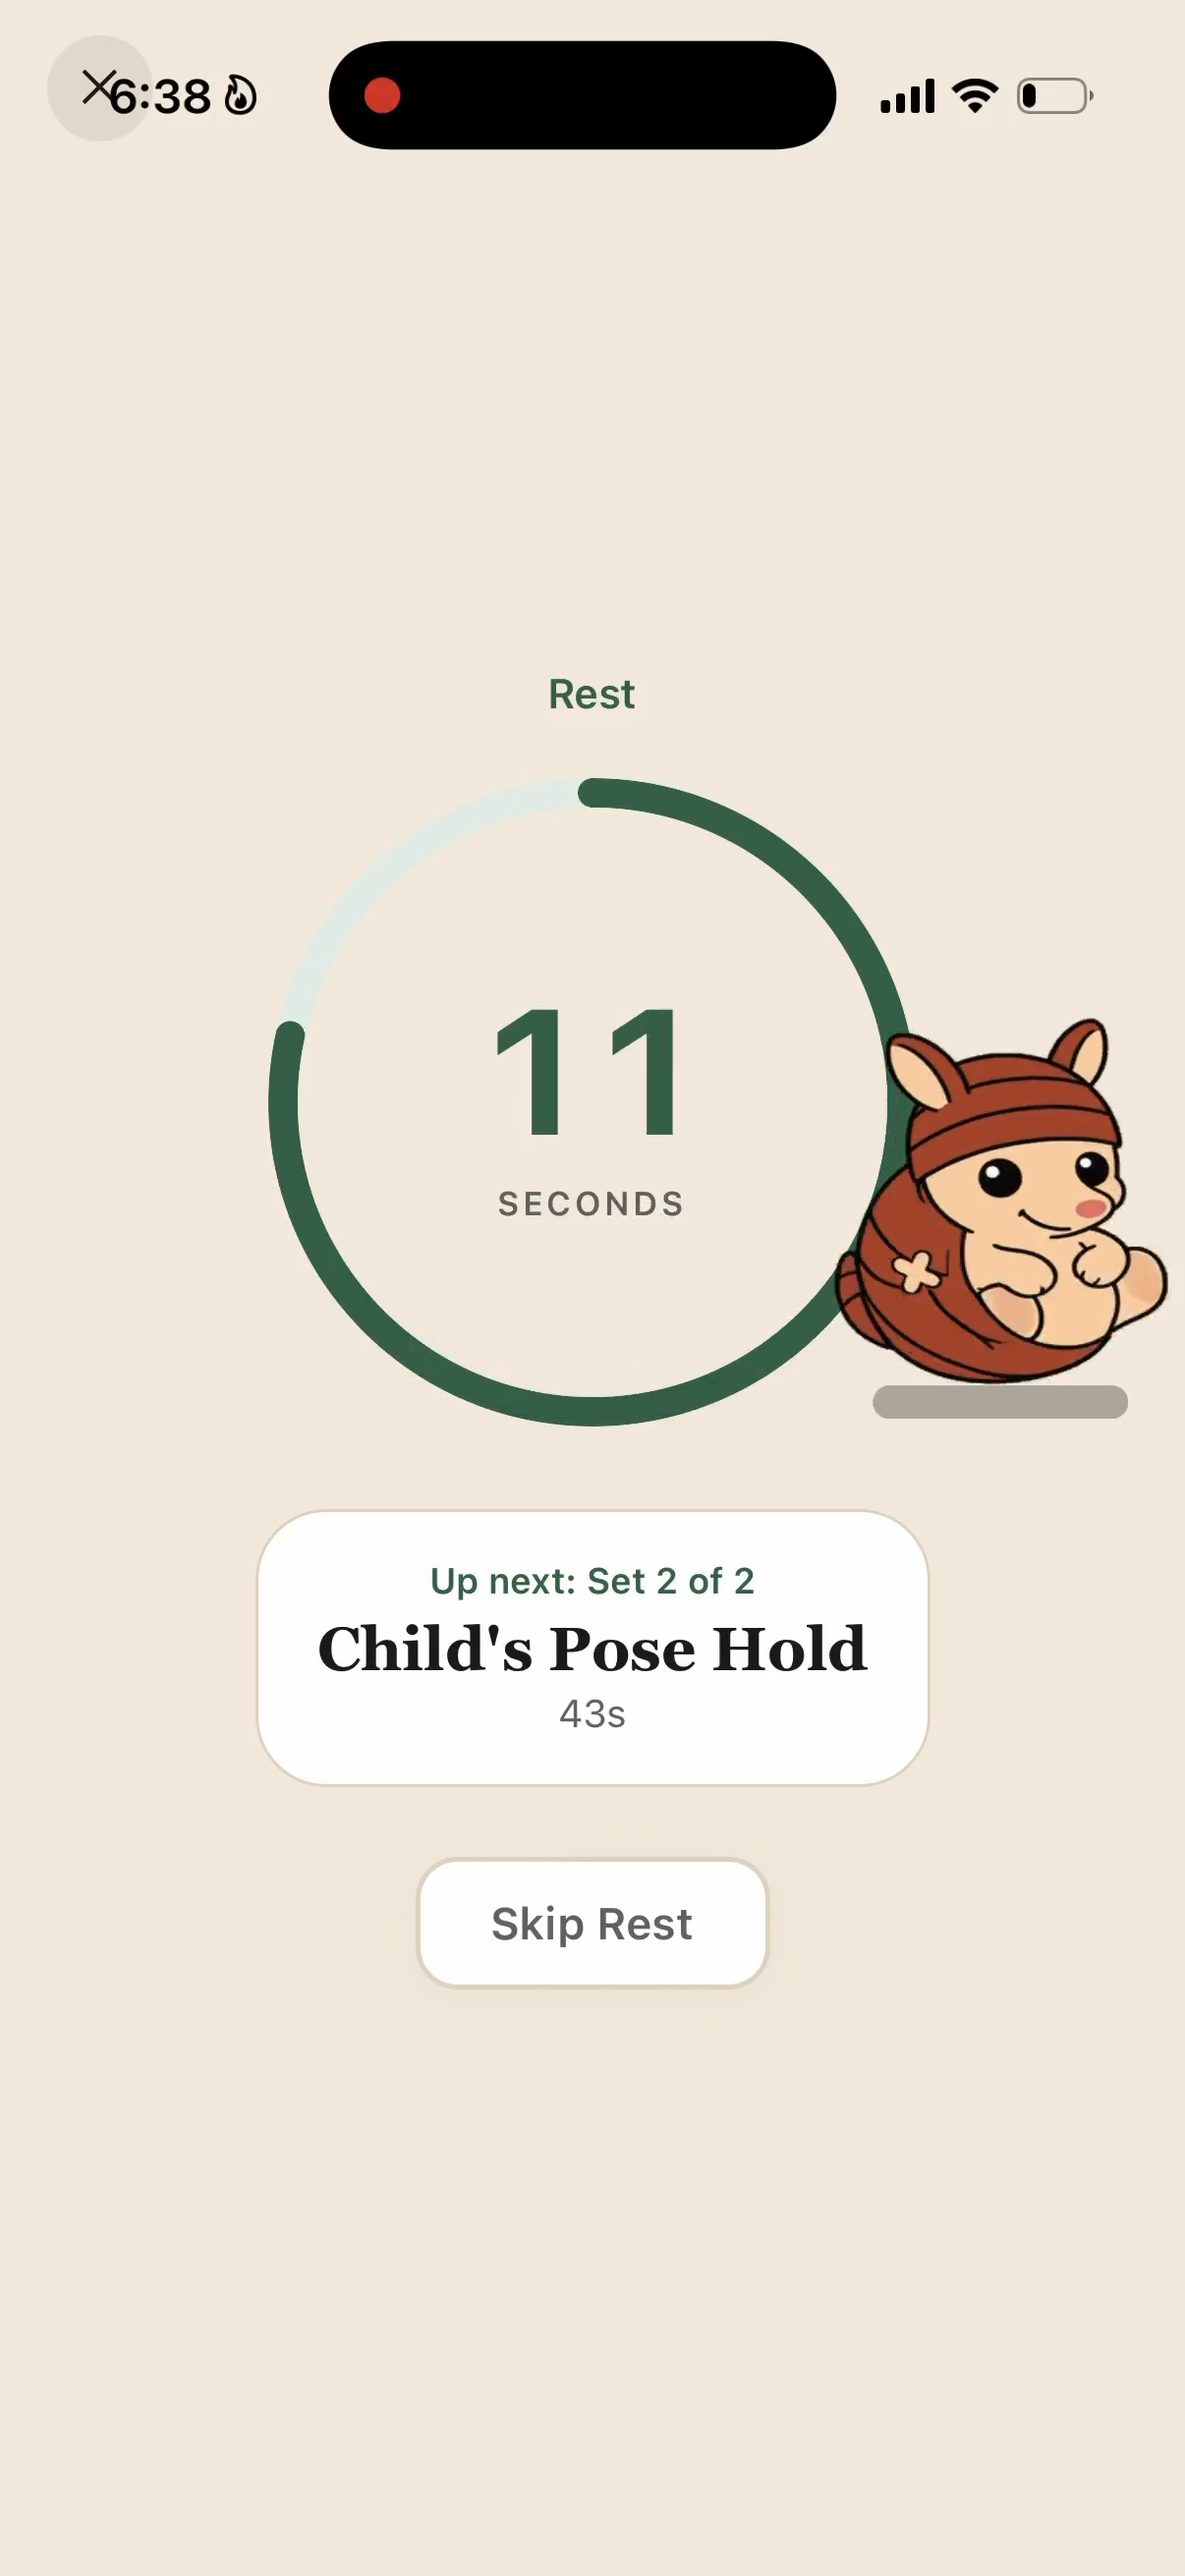 6:38
Rest
11
SECONDS
Up next: Set 2 of 2
Child's Pose Hold
43s
Skip Rest